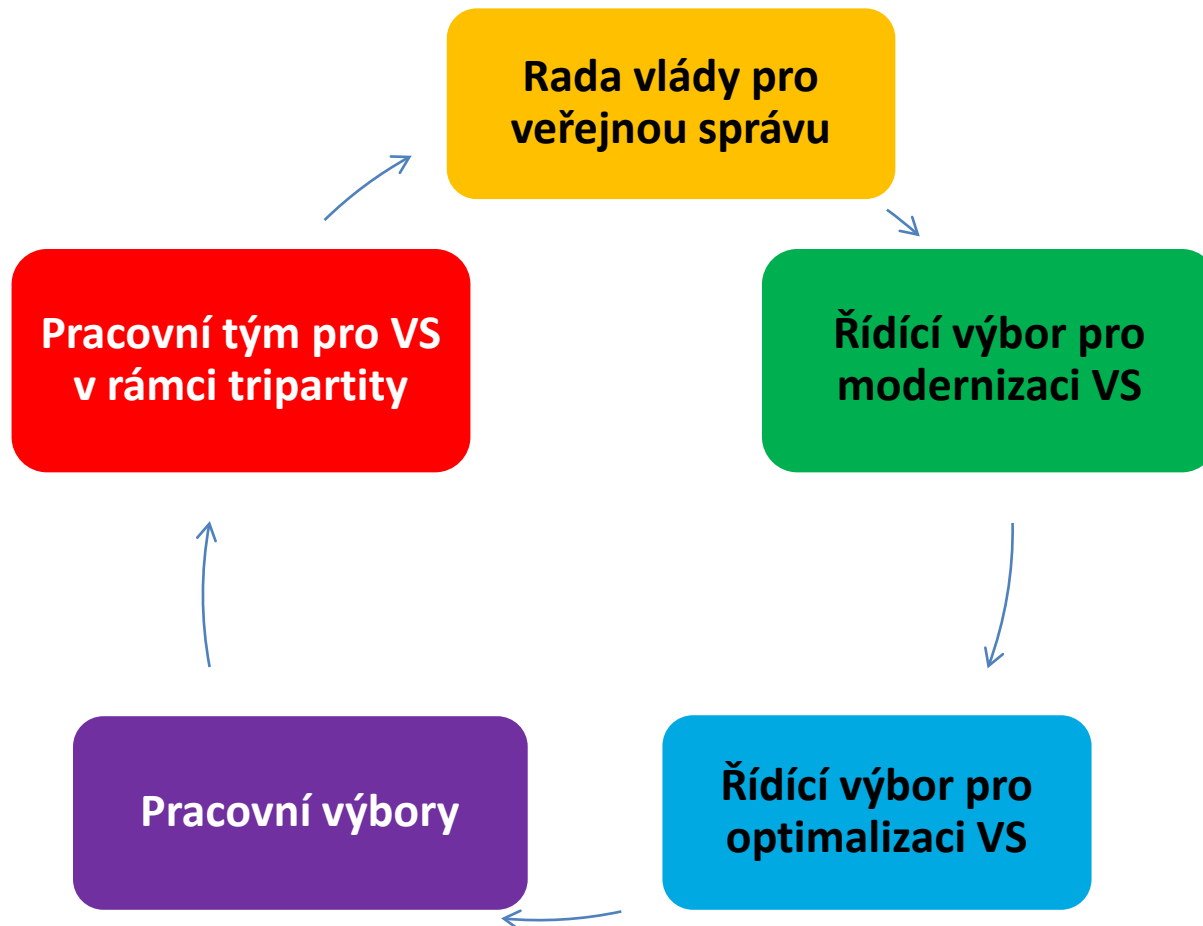 Rada vlády pro
veřejnou správu
Řídící výbor pro
modernizaci VS
Řídící výbor pro
optimalizaci VS
Pracovní výbory
Pracovní tým pro VS
v rámci tripartity